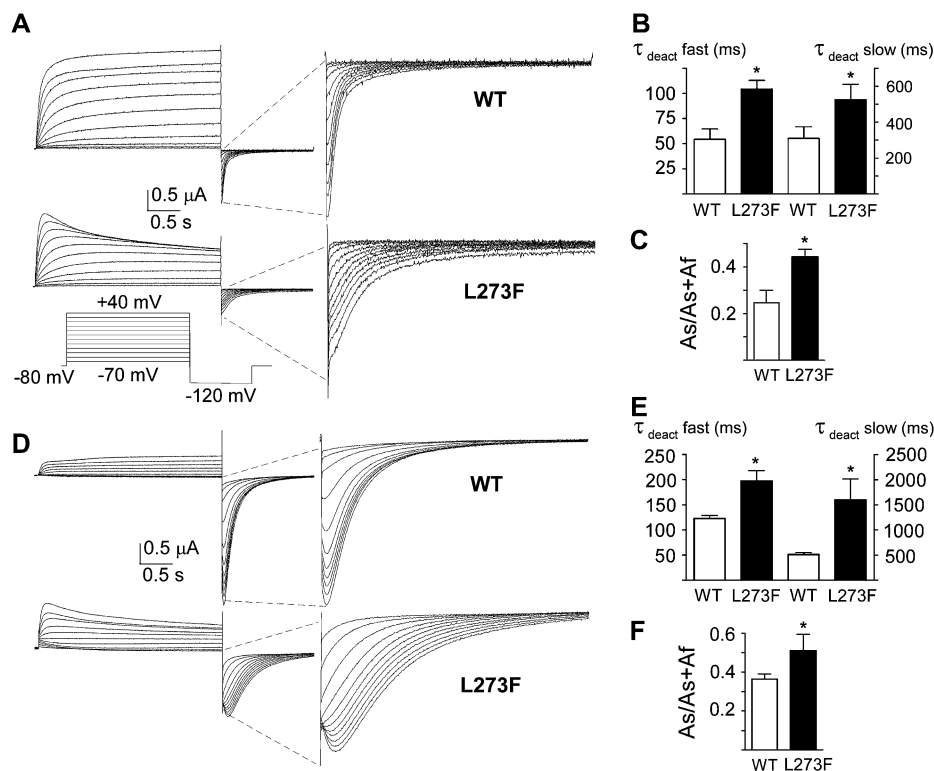 A
WT
0.5 µA
0.5 s
L273F
+40 mV
-80 mV
-70 mV
-120 mV
B
τ deact fast (ms)
τ deact slow (ms)
*
*
100
75
50
25
600
400
300
200
WT L273F WT L273F
C
*
As/As+Af
0.4
0.2
WT L273F
D
WT
0.5 µA
0.5 s
L273F
E
τ deact fast (ms)
τ deact slow (ms)
*
*
250
200
150
100
50
2500
2000
1500
1000
500
WT L273F WT L273F
F
*
As/As+Af
0.6
0.4
0.2
WT L273F